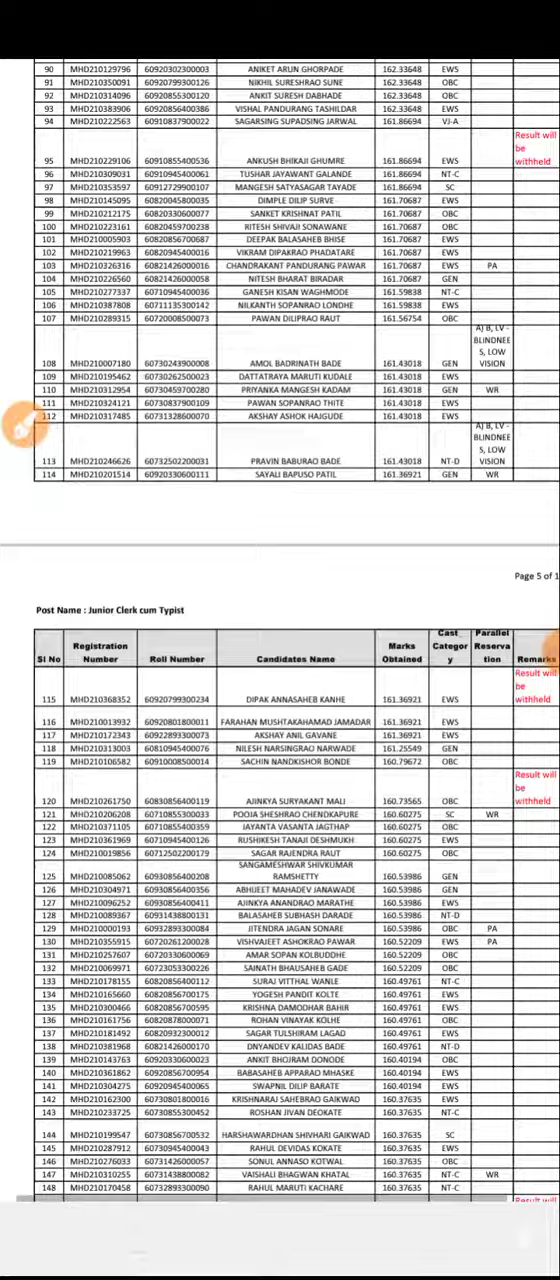 90 MHD210129796 60920302300003 ANIKET ARUN GHORPADE 162.33648 EWS
91 MHD210350091 60920799300126 NIKHIL SURESHRAO SUNE 162.33648 OBC
92 MHD210314096 60920855300120 ANKIT SURESH DABHADE 162.33648 OBC
93 MHD210383906 60920856400386 VISHAL PANDURANG TASHILDAR 162.33648 EWS
94 MHD210222563 60910837900022 SAGARSING SUPADSING JARWAL 161.86694 VJ-A
95 MHD210229106 60910855400536 ANKUSH BHIKAJI GHUMRE 161.86694 EWS Result will be withheld
96 MHD210309031 60910945400061 TUSHAR JAYAWANT GALANDE 161.86694 NT-C
97 MHD210353597 60912729900107 MANGESH SATYASAGAR TAYADE 161.86694 SC
98 MHD210145095 60820045800035 DIMPLE DILIP SURVE 161.70687 EWS
99 MHD210212175 60820330600077 SANKET KRISHNAT PATIL 161.70687 OBC
100 MHD210223161 60820459700238 RITESH SHIVAJI SONAWANE 161.70687 OBC
101 MHD210005903 60820856700687 DEEPAK BALASAHEB BHISE 161.70687 EWS
102 MHD210219963 60820945400016 VIKRAM DIPAKRAO PHADATARE 161.70687 EWS
103 MHD210326316 60821426000016 CHANDRAKANT PANDURANG PAWAR 161.70687 EWS PA
104 MHD210226560 60821426000058 NITESH BHARAT BIRADAR 161.70687 GEN
105 MHD210277337 60710945400036 GANESH KISAN WAGHMODE 161.59838 NT-C
106 MHD210387808 60711135300142 NILKANTH SOPANRAO LONDHE 161.59838 EWS
107 MHD210289315 60720008500073 PAWAN DILIPRAO RAUT 161.56754 OBC
108 MHD210007180 60730243900008 AMOL BADRINATH BADE 161.43018 GEN A) B, LV - BLINDNEE S, LOW VISION
109 MHD210195462 60730262500023 DATTATRAYA MARUTI KUDALE 161.43018 EWS
110 MHD210312954 60730459700280 PRIYANKA MANGESH KADAM 161.43018 GEN WR
111 MHD210324121 60730837900109 PAWAN SOPANRAO THITE 161.43018 EWS
112 MHD210317485 60731328600070 AKSHAY ASHOK HAJGUDE 161.43018 EWS
113 MHD210246626 60732502200031 PRAVIN BABURAO BADE 161.43018 NT-D A) B, LV - BLINDNEE S, LOW VISION
114 MHD210201514 60920330600111 SAYALI BAPUSO PATIL 161.36921 GEN WR
Page 5 of 1
Post Name : Junior Clerk cum Typist
Sl No Registration Number Roll Number Candidates Name Marks Obtained Cast Categor y Parallel Reserva tion Remarks
115 MHD210368352 60920799300234 DIPAK ANNASAHEB KANHE 161.36921 EWS Result will be withheld
116 MHD210013932 60920801800011 FARAHAN MUSHTAKAHAMAD JAMADAR 161.36921 EWS
117 MHD210172343 60922893300073 AKSHAY ANIL GAVANE 161.36921 EWS
118 MHD210313003 60810945400076 NILESH NARSINGRAO NARWADE 161.25549 GEN
119 MHD210106582 60910008500014 SACHIN NANDKISHOR BONDE 160.79672 OBC
120 MHD210261750 60830856400119 AJINKYA SURYAKANT MALI 160.73565 OBC Result will be withheld
121 MHD210206208 60710855300033 POOJA SHESHRAO CHENDKAPURE 160.60275 SC WR
122 MHD210371105 60710855400359 JAYANTA VASANTA JAGTHAP 160.60275 OBC
123 MHD210361969 60710945400126 RUSHIKESH TANAJI DESHMUKH 160.60275 EWS
124 MHD210019856 60712502200179 SAGAR RAJENDRA RAUT 160.60275 OBC
125 MHD210085062 60930856400208 SANGAMESHWAR SHIVKUMAR RAMSHETTY 160.53986 GEN
126 MHD210304971 60930856400356 ABHIJEET MAHADEV JANAWADE 160.53986 GEN
127 MHD210096252 60930856400411 AJINKYA ANANDRAO MARATHE 160.53986 EWS
128 MHD210089367 60931438800131 BALASAHEB SUBHASH DARADE 160.53986 NT-D
129 MHD210000193 60932893300084 JITENDRA JAGAN SONARE 160.53986 OBC PA
130 MHD210355915 60720261200028 VISHVAJEET ASHOKRAO PAWAR 160.52209 EWS PA
131 MHD210257607 60720330600069 AMAR SOPAN KOLBUDDHE 160.52209 OBC
132 MHD210069971 60723053300226 SAINATH BHAUSAHEB GADE 160.52209 OBC
133 MHD210178155 60820856400112 SURAJ VITTHAL WANLE 160.49761 NT-C
134 MHD210165660 60820856700175 YOGESH PANDIT KOLTE 160.49761 EWS
135 MHD210300466 60820856700595 KRISHNA DAMODHAR BAHIR 160.49761 EWS
136 MHD210161756 60820878000071 ROHAN VINAYAK KOLHE 160.49761 OBC
137 MHD210181492 60820932300012 SAGAR TULSHIRAM LAGAD 160.49761 EWS
138 MHD210381968 60821426000170 DNYANDEV KALIDAS BADE 160.49761 NT-D
139 MHD210143763 60920330600023 ANKIT BHOJRAM DONODE 160.40194 OBC
140 MHD210361862 60920856700954 BABASAHEB APPARAO MHASKE 160.40194 EWS
141 MHD210304275 60920945400065 SWAPNIL DILIP BARATE 160.40194 EWS
142 MHD210162300 60730801800016 KRISHNARAJ SAHEBRAO GAIKWAD 160.37635 EWS
143 MHD210233725 60730855300452 ROSHAN JIVAN DEOKATE 160.37635 NT-C
144 MHD210199547 60730856700532 HARSHAWARDHAN SHIVHARI GAIKWAD 160.37635 SC
145 MHD210287912 60730945400043 RAHUL DEVIDAS KOKATE 160.37635 EWS
146 MHD210276033 60731426000057 SONUL ANNASO KOTWAL 160.37635 OBC
147 MHD210310255 60731438800082 VAISHALI BHAGWAN KHATAL 160.37635 NT-C WR
148 MHD210170458 60732893300090 RAHUL MARUTI KACHARE 160.37635 NT-C
Result will